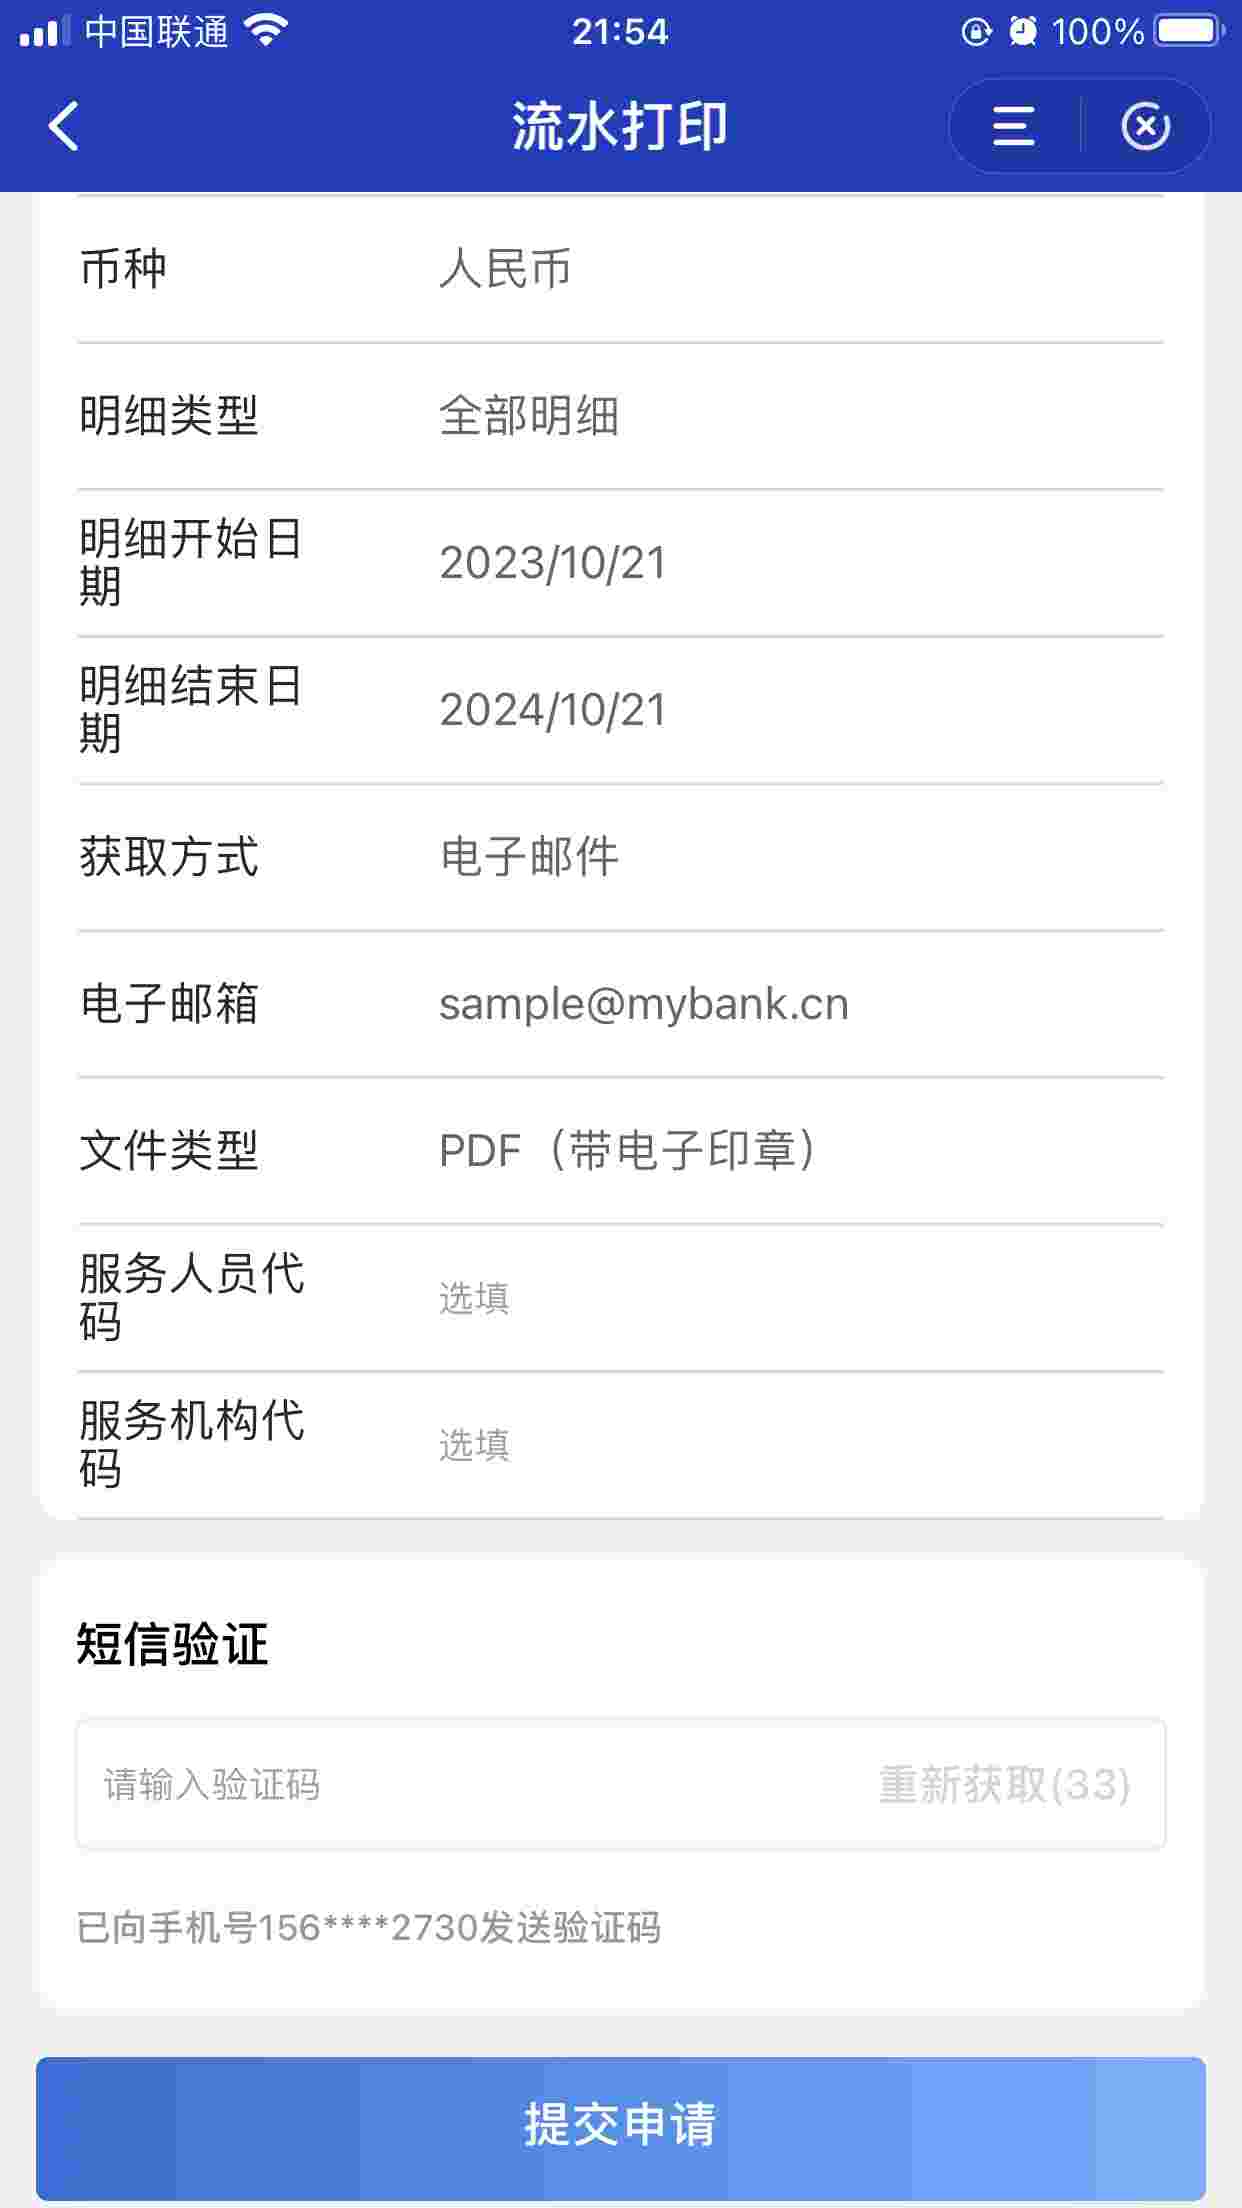 中国联通 21:54 100%
流水打印
币种 人民币
明细类型 全部明细
明细开始日
期
2023/10/21
明细结束日
期
2024/10/21
获取方式 电子邮件
电子邮箱 sample@mybank.cn
文件类型 PDF（带电子印章）
服务人员代
码
选填
服务机构代
码
选填
短信验证
请输入验证码 重新获取(33)
已向手机号156****2730发送验证码
提交申请